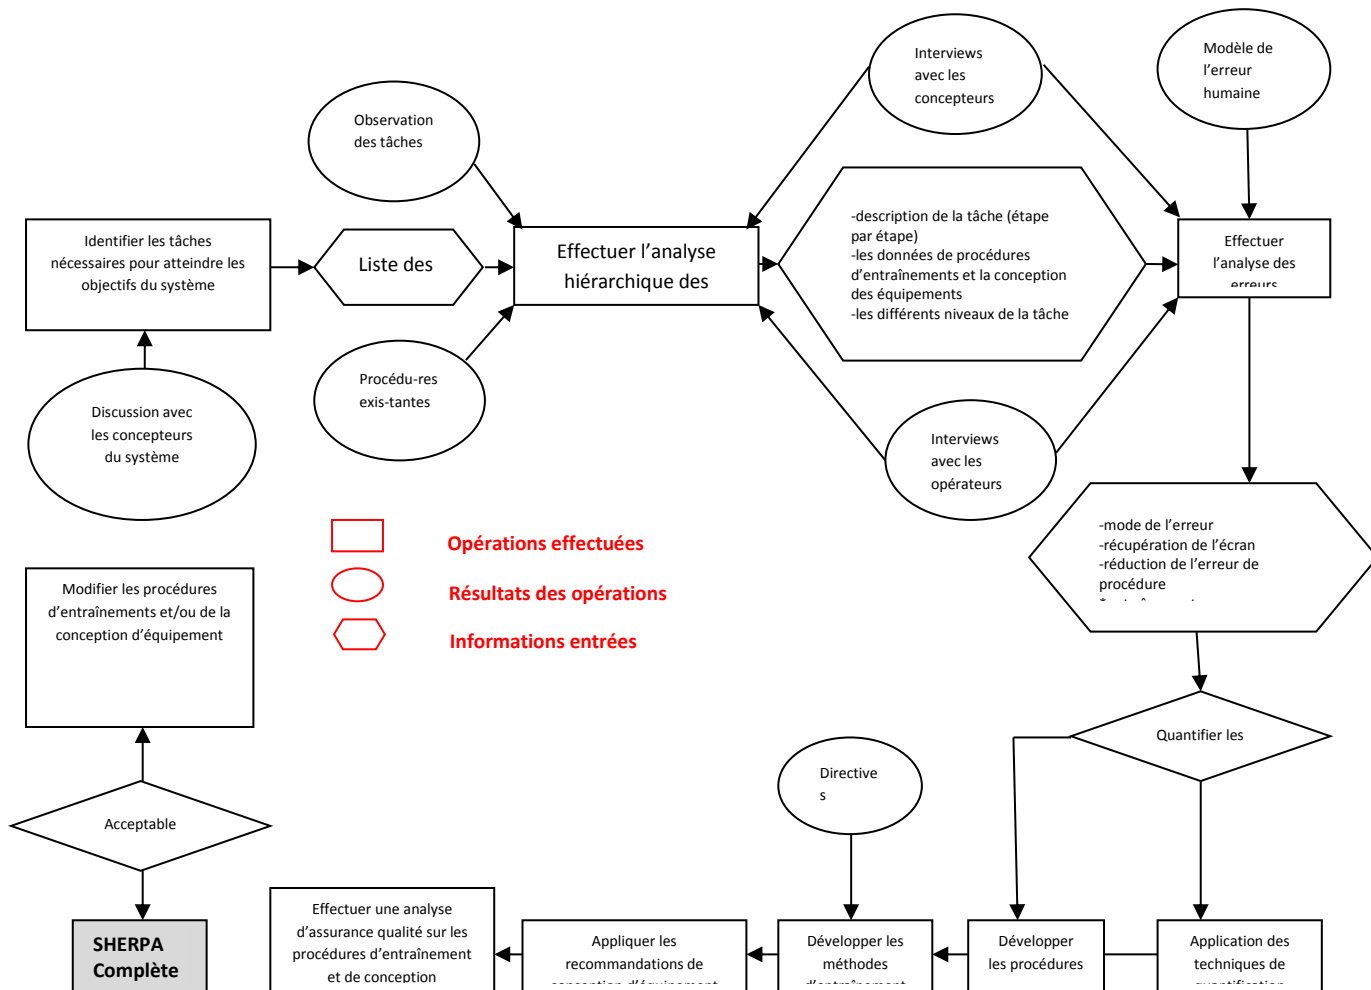 Interviews
avec les
concepteurs
Modèle de
l’erreur
humaine
Observation
des tâches
Identifier les tâches
nécessaires pour atteindre les
objectifs du système
Liste des
Effectuer l’analyse
hiérarchique des
-description de la tâche (étape
par étape)
-les données de procédures
d’entraînements et la conception
des équipements
-les différents niveaux de la tâche
Effectuer
l’analyse des
erreurs
Procédu-res
exis-tantes
Discussion avec
les concepteurs
du système
Interviews
avec les
opérateurs
Opérations effectuées
Résultats des opérations
Informations entrées
-mode de l’erreur
-récupération de l’écran
-réduction de l’erreur de
procédure
Modifier les procédures
d’entraînements et/ou de la
conception d’équipement
Quantifier les
Directive
s
Acceptable
SHERPA
Complète
Effectuer une analyse
d’assurance qualité sur les
procédures d’entraînement
et de conception
Appliquer les
recommandations de
conception d’équipement
Développer les
méthodes
d’entraînement
Développer
les procédures
Application des
techniques de
quantification